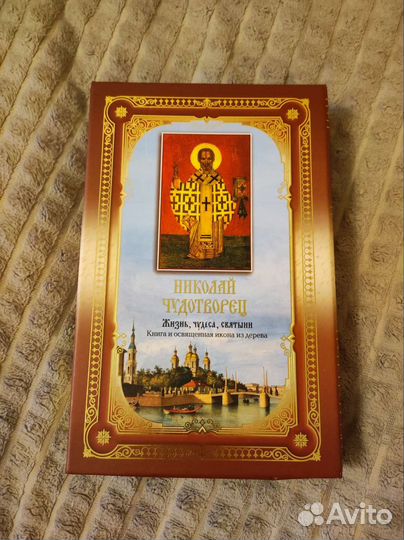 НИКОЛАЙ
ЧУДОТВОРЕЦ
Жизнь, чудеса, святыни
Книга и освященная икона из дерева
Avito